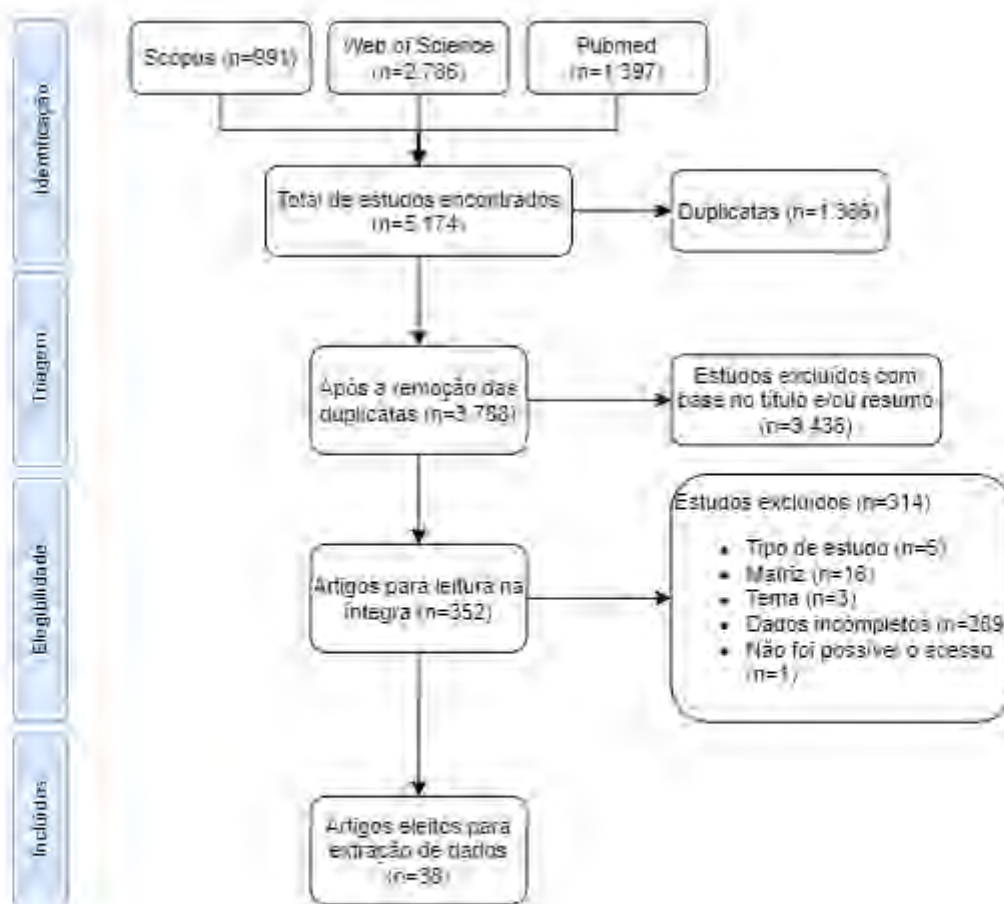 Identificação
Scopus (n=991)
Web of Science
(n=2.786)
Pubmed
(n=1.397)
Total de estudos encontrados
(n=5.174)
Duplicatas (n=1.386)
Triagem
Após a remoção das
duplicatas (n=3.788)
Estudos excluídos com
base no título e/ou resumo
(n=3.436)
Elegibilidade
Artigos para leitura na
íntegra (n=352)
Estudos excluídos (n=314)
• Tipo de estudo (n=5)
• Matriz (n=16)
• Tema (n=3)
• Dados incompletos (n=289
• Não foi possível o acesso
(n=1)
Incluídos
Artigos eleitos para
extração de dados
(n=38)